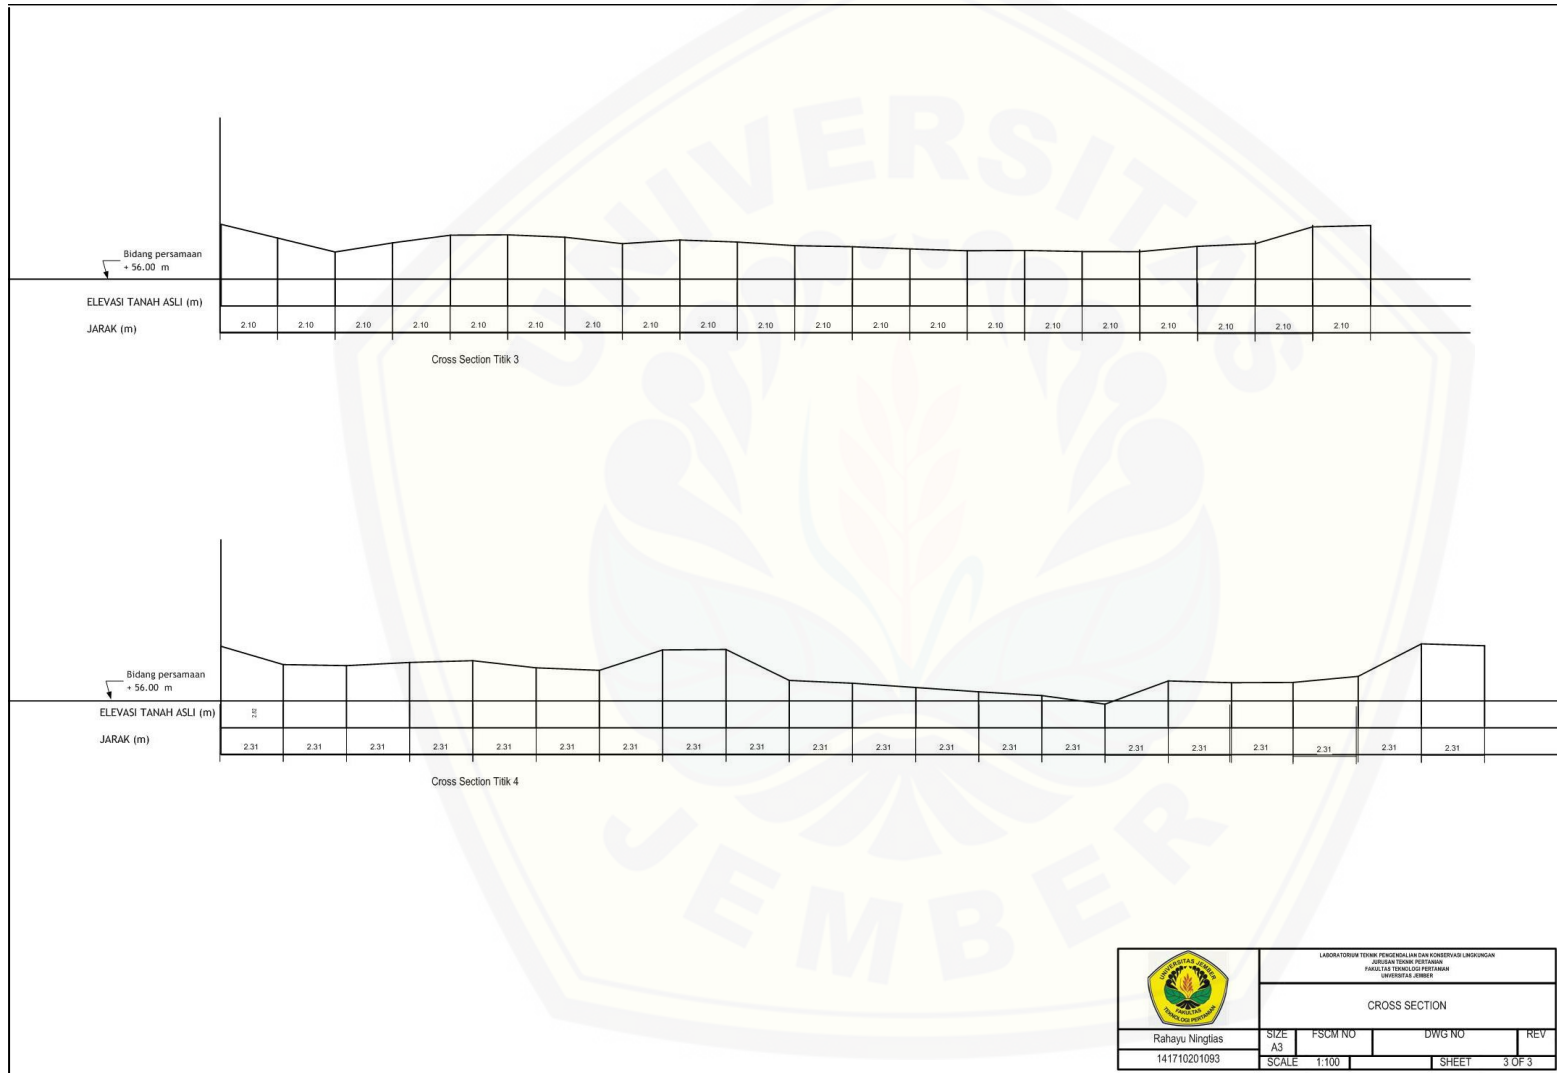 UNIVERSITAS
Bidang persamaan
+ 56.00 m
ELEVASI TANAH ASLI (m)
JARAK (m) 2.10 2.10 2.10 2.10 2.10 2.10 2.10 2.10 2.10 2.10 2.10 2.10 2.10 2.10 2.10 2.10 2.10 2.10 2.10 2.10
Cross Section Titik 3
Bidang persamaan
+ 56.00 m
ELEVASI TANAH ASLI (m)
JARAK (m) 2.31 2.31 2.31 2.31 2.31 2.31 2.31 2.31 2.31 2.31 2.31 2.31 2.31 2.31 2.31 2.31 2.31 2.31 2.31 2.31
Cross Section Titik 4
JEMBER
UNIVERSITAS JEMBER
FAKULTAS
TEKNOLOGI PERTANIAN
LABORATORIUM TEKNIK PENGENDALIAN DAN KONSERVASI LINGKUNGAN
JURUSAN TEKNIK PERTANIAN
FAKULTAS TEKNOLOGI PERTANIAN
UNIVERSITAS JEMBER
CROSS SECTION
Rahayu Ningtias
141710201093
SIZE FSCM NO DWG NO REV
A3
SCALE 1:100 SHEET 3 OF 3